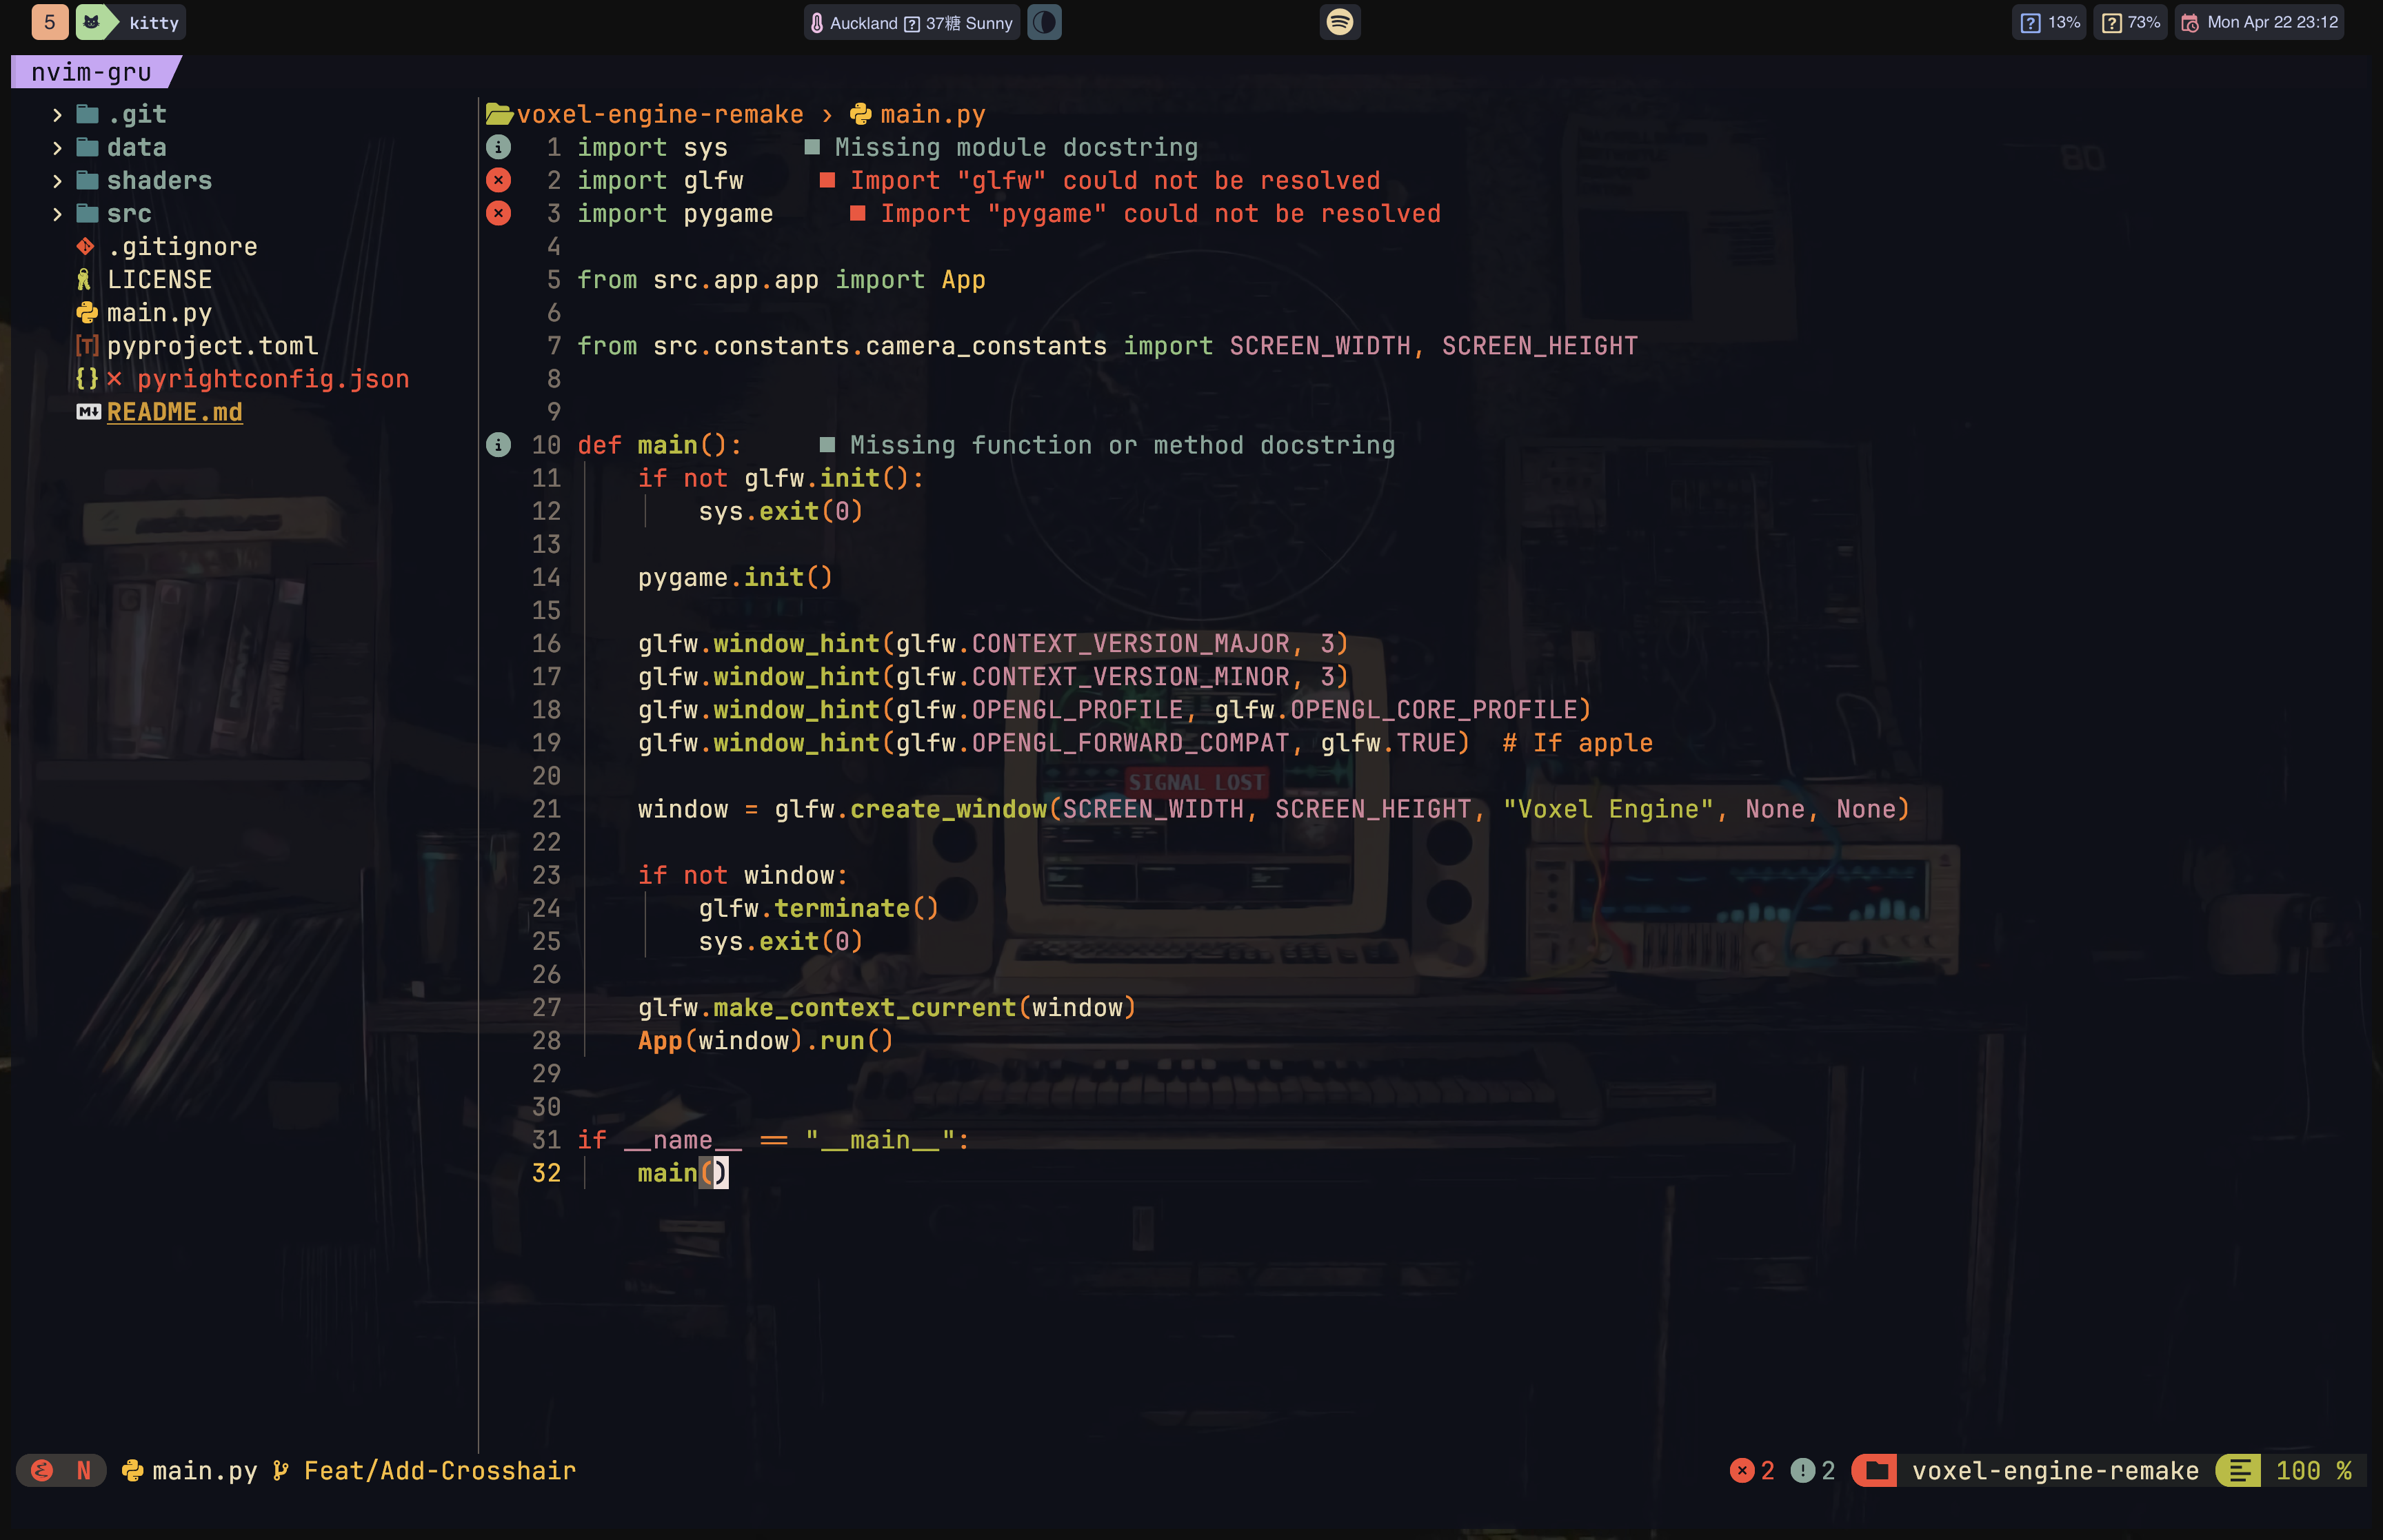 5 kitty Auckland ? 37糖 Sunny ? 13% ? 73% Mon Apr 22 23:12
nvim-gru
> .git
> data
> shaders
> src
.gitignore
LICENSE
main.py
[T] pyproject.toml
{} × pyrightconfig.json
README.md
voxel-engine-remake › main.py
1 import sys ■ Missing module docstring
2 import glfw ■ Import "glfw" could not be resolved
3 import pygame ■ Import "pygame" could not be resolved
4
5 from src.app.app import App
6
7 from src.constants.camera_constants import SCREEN_WIDTH, SCREEN_HEIGHT
8
9
10 def main(): ■ Missing function or method docstring
11     if not glfw.init():
12         sys.exit(0)
13
14     pygame.init()
15
16     glfw.window_hint(glfw.CONTEXT_VERSION_MAJOR, 3)
17     glfw.window_hint(glfw.CONTEXT_VERSION_MINOR, 3)
18     glfw.window_hint(glfw.OPENGL_PROFILE, glfw.OPENGL_CORE_PROFILE)
19     glfw.window_hint(glfw.OPENGL_FORWARD_COMPAT, glfw.TRUE)  # If apple
20
SIGNAL LOST
21     window = glfw.create_window(SCREEN_WIDTH, SCREEN_HEIGHT, "Voxel Engine", None, None)
22
23     if not window:
24         glfw.terminate()
25         sys.exit(0)
26
27     glfw.make_context_current(window)
28     App(window).run()
29
30
31 if __name__ == "__main__":
32     main()
N main.py Feat/Add-Crosshair 2 2 voxel-engine-remake 100 %